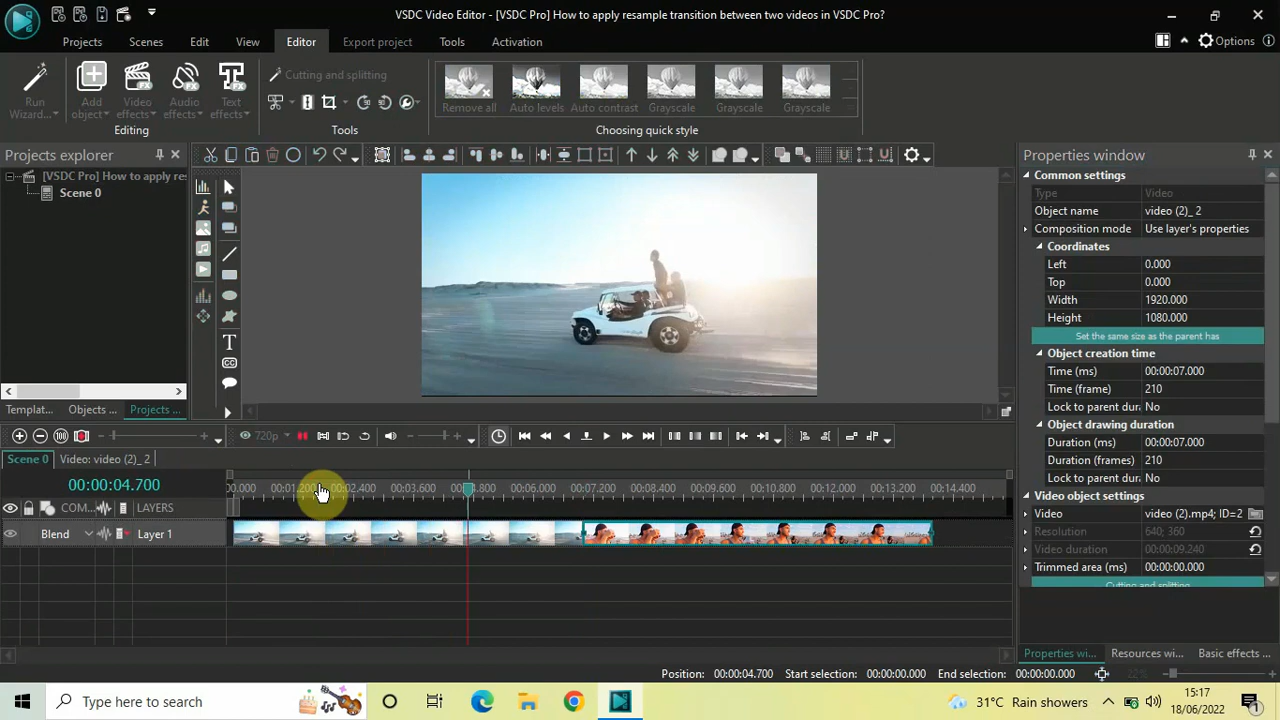 VSDC Video Editor - [VSDC Pro] How to apply resample transition between two videos in VSDC Pro?
Projects Scenes Edit View Editor Export project Tools Activation
Options
Run Wizard...
Add object
Video effects
Audio effects
Text effects
Editing
Cutting and splitting
Tools
Remove all Auto levels Auto contrast Grayscale Grayscale Grayscale
Choosing quick style
Projects explorer
[VSDC Pro] How to apply res
Scene 0
Templat... Objects ... Projects ...
Properties window
Common settings
Type Video
Object name video (2)_ 2
Composition mode Use layer's properties
Coordinates
Left 0.000
Top 0.000
Width 1920.000
Height 1080.000
Set the same size as the parent has
Object creation time
Time (ms) 00:00:07.000
Time (frame) 210
Lock to parent dura No
Object drawing duration
Duration (ms) 00:00:07.000
Duration (frames) 210
Lock to parent dura No
Video object settings
Video video (2).mp4; ID=2
Resolution 640; 360
Video duration 00:00:09.240
Trimmed area (ms) 00:00:00.000
Cutting and splitting
Properties wi... Resources wi... Basic effects ...
720p
Scene 0 Video: video (2)_ 2
00:00:04.700
0.000 00:01.200 00:02.400 00:03.600 00:04.800 00:06.000 00:07.200 00:08.400 00:09.600 00:10.800 00:12.000 00:13.200 00:14.400
COM... LAYERS
Blend Layer 1
Position: 00:00:04.700 Start selection: 00:00:00.000 End selection: 00:00:00.000 22%
Type here to search
31°C Rain showers
15:17
18/06/2022
1